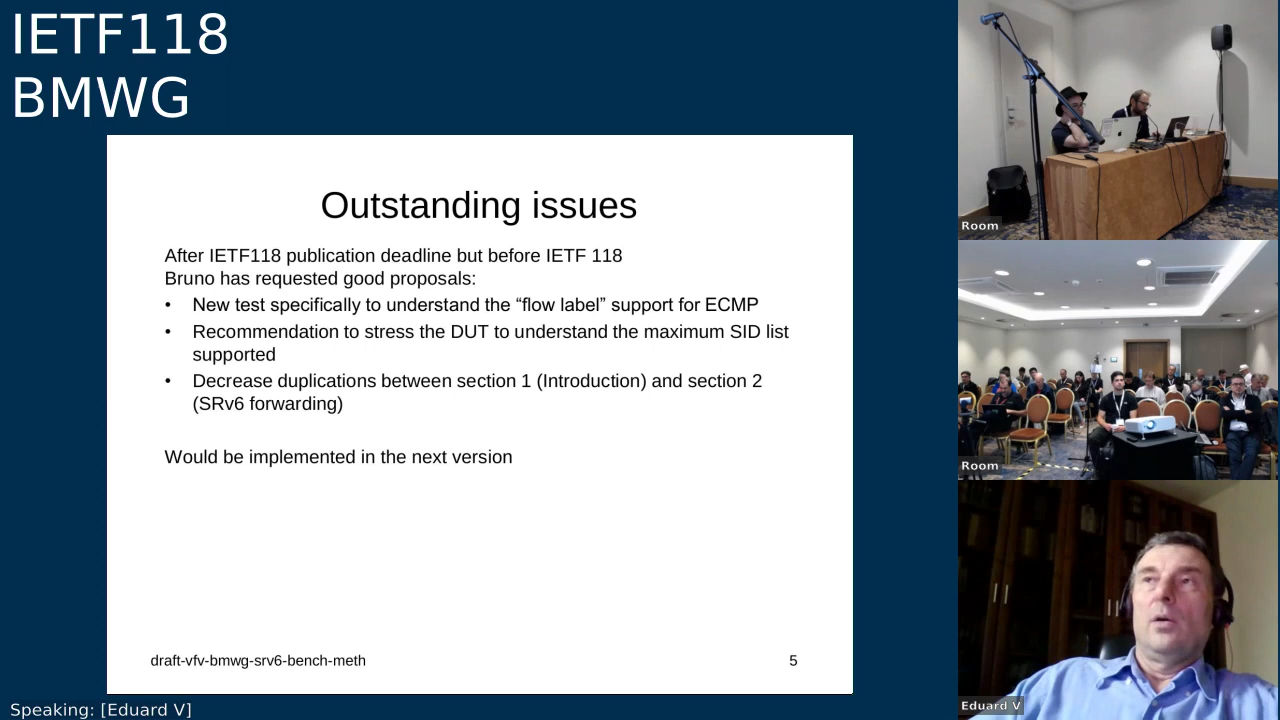 IETF118
BMWG
Outstanding issues
After IETF118 publication deadline but before IETF 118
Bruno has requested good proposals:
• New test specifically to understand the “flow label” support for ECMP
• Recommendation to stress the DUT to understand the maximum SID list
supported
• Decrease duplications between section 1 (Introduction) and section 2
(SRv6 forwarding)
Would be implemented in the next version
draft-vfv-bmwg-srv6-bench-meth
5
Speaking: [Eduard V]
Room
Room
Eduard V